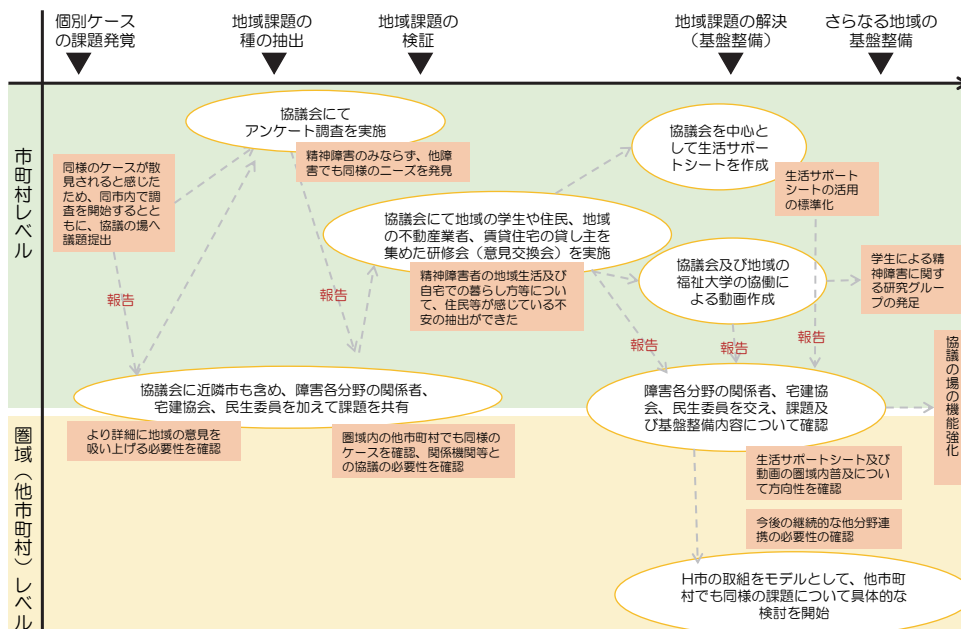 個別ケース
の課題発覚
地域課題の
種の抽出
地域課題の
検証
地域課題の解決
(基盤整備)
さらなる地域の
基盤整備
市町村レベル
協議会にて
アンケート調査を実施
精神障害のみならず、他障
害でも同様のニーズを発見
同様のケースが散
見されると感じた
ため、同市内で調
査を開始するとと
もに、協議の場へ
議題提出
協議会を中心と
して生活サポー
トシートを作成
生活サポート
シートの活用
の標準化
協議会にて地域の学生や住民、地域
の不動産業者、賃貸住宅の貸し主を
集めた研修会(意見交換会)を実施
精神障害者の地域生活及び
自宅での暮らし方等につい
て、住民等が感じている不
安の抽出ができた
協議会及び地域の
福祉大学の協働
による動画作成
学生による精
神障害に関す
る研究グルー
プの発足
報告
報告
報告
報告
報告
協議会に近隣市も含め、障害各分野の関係者、
宅建協会、民生委員を加えて課題を共有
より詳細に地域の意見を
吸い上げる必要性を確認
圏域内の他市町村でも同様の
ケースを確認、関係機関等と
の協議の必要性を確認
障害各分野の関係者、宅建協
会、民生委員を交え、課題及
び基盤整備内容について確認
協議の場の機能強化
生活サポートシート及び
動画の圏域内普及につい
て方向性を確認
今後の継続的な他分野連
携の必要性の確認
圏域(他市町村)レベル
H市の取組をモデルとして、他市町
村でも同様の課題について具体的な
検討を開始